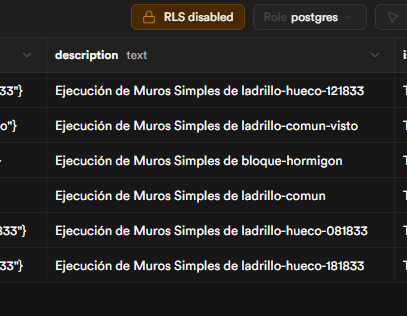 RLS disabled Role postgres
description text
33"} Ejecución de Muros Simples de ladrillo-hueco-121833
o"} Ejecución de Muros Simples de ladrillo-comun-visto
Ejecución de Muros Simples de bloque-hormigon
Ejecución de Muros Simples de ladrillo-comun
833"} Ejecución de Muros Simples de ladrillo-hueco-081833
33"} Ejecución de Muros Simples de ladrillo-hueco-181833